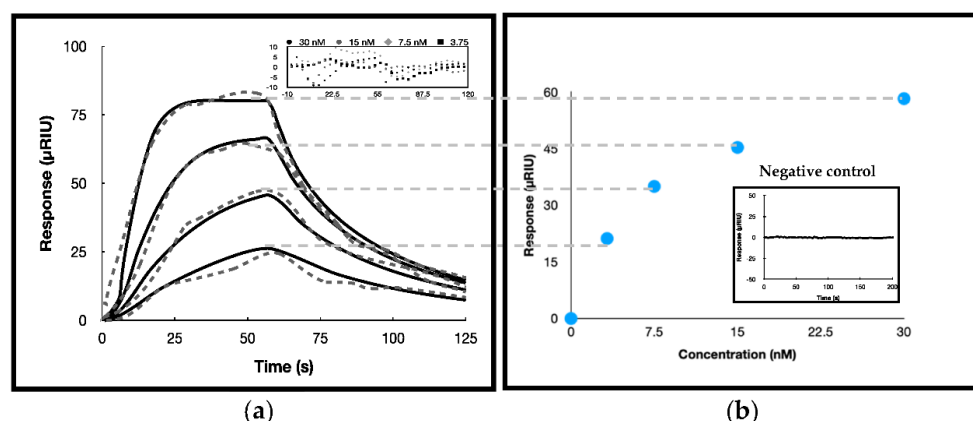 100
75
50
25
0
0 25 50 75 100 125
Response (µRIU)
Time (s)
30 nM 15 nM 7.5 nM 3.75
10
5
0
-5
-10
-10 22.5 55 87.5 120
(a)
60
45
30
15
0
0 7.5 15 22.5 30
Response (µRIU)
Concentration (nM)
Negative control
50
25
0
-25
-50
0 50 100 150 200
Response (µRIU)
Time (s)
(b)